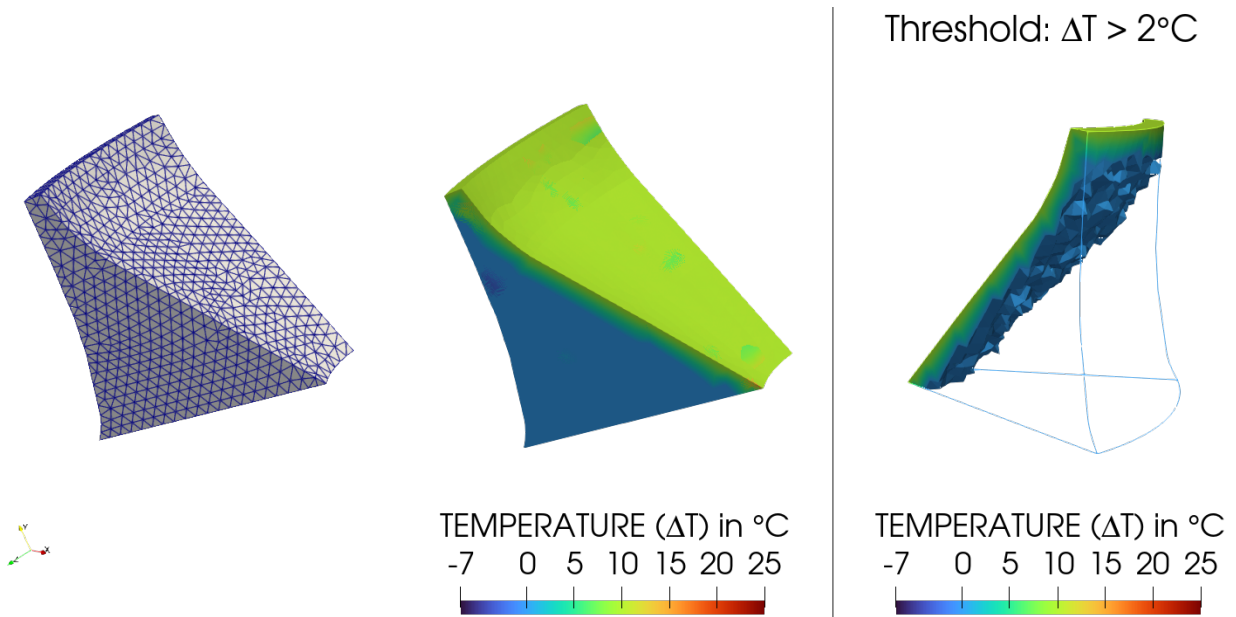 Threshold: ΔT > 2°C
Y
X
Z
TEMPERATURE (ΔT) in °C
-7 0 5 10 15 20 25
TEMPERATURE (ΔT) in °C
-7 0 5 10 15 20 25